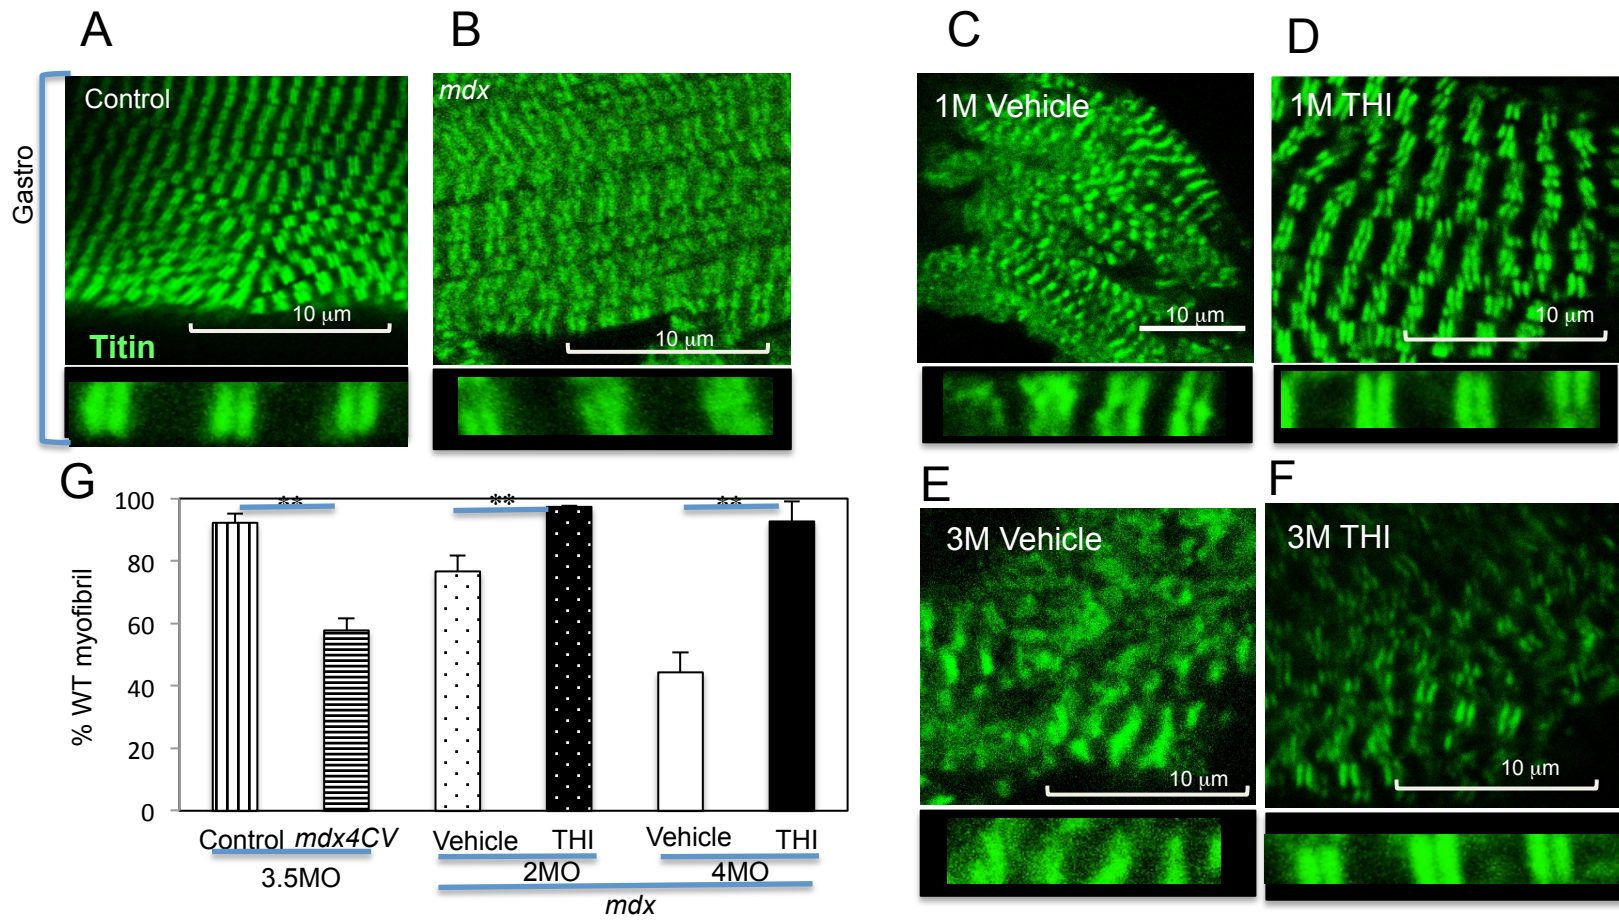 A
B
C
D
Gastro
Control
mdx
1M Vehicle
1M THI
10 μm
10 μm
10 μm
10 μm
Titin
G
E
F
3M Vehicle
3M THI
10 μm
10 μm
% WT myofibril
100
80
60
40
20
0
**
**
**
Control mdx4CV Vehicle THI Vehicle THI
3.5MO 2MO 4MO
mdx